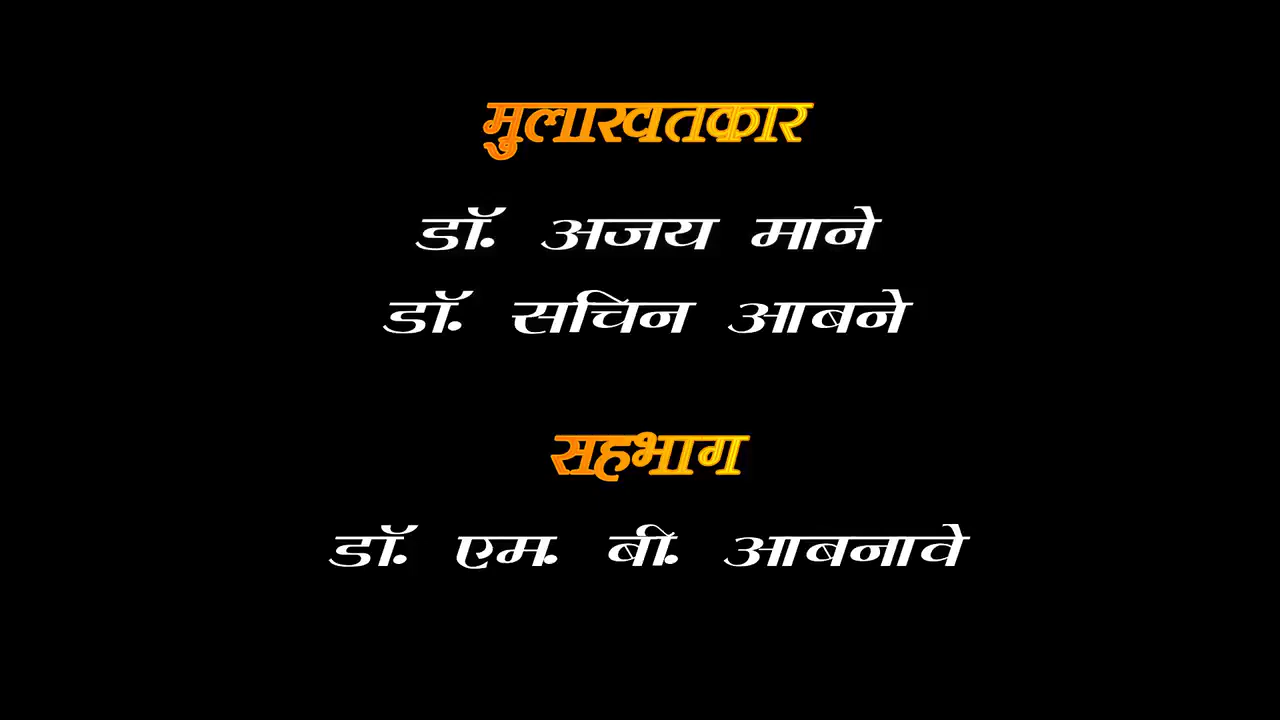 मुलाखतकार
डॉ. अजय माने
डॉ. सचिन आबने
सहभाग
डॉ. एम. बी. आबनावे